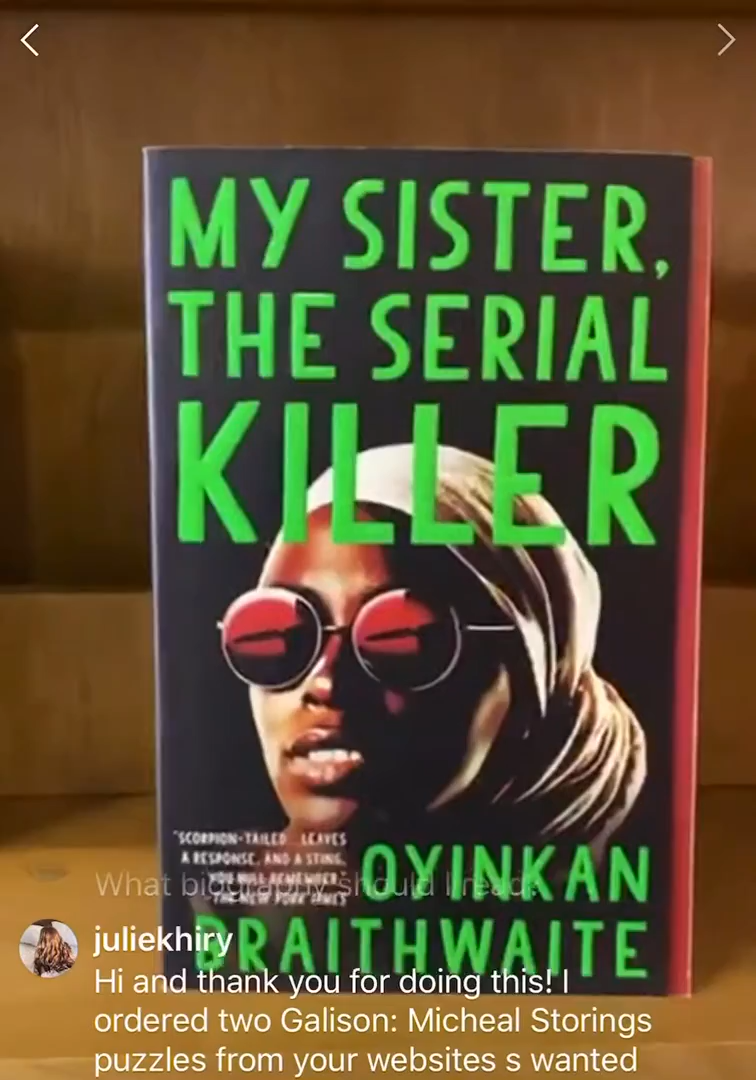 MY SISTER,
THE SERIAL
KILLER
"SCORPION-TAILED... LEAVES
A RESPONSE, AND A STING,
YOU WILL REMEMBER."
—THE NEW YORK TIMES
OYINKAN
BRAITHWAITE
What biography should I read?
juliekhiry
Hi and thank you for doing this! I
ordered two Galison: Micheal Storings
puzzles from your websites s wanted